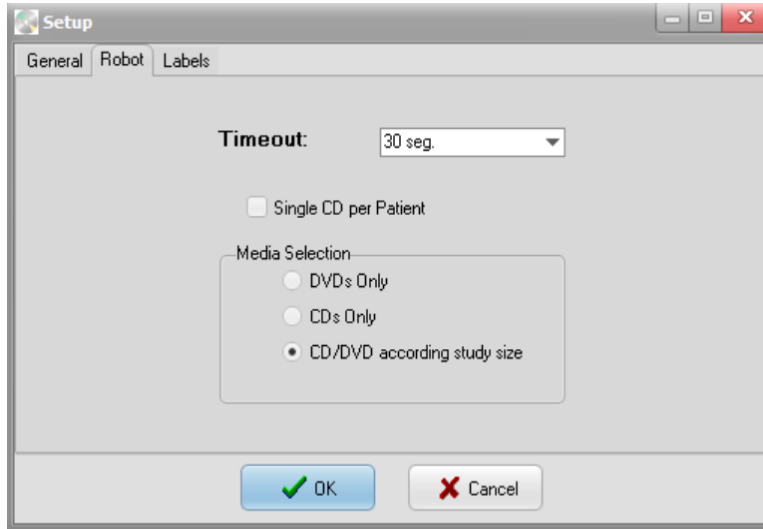 Setup
General Robot Labels
Timeout: 30 seg.
Single CD per Patient
Media Selection
DVDs Only
CDs Only
CD/DVD according study size
OK Cancel